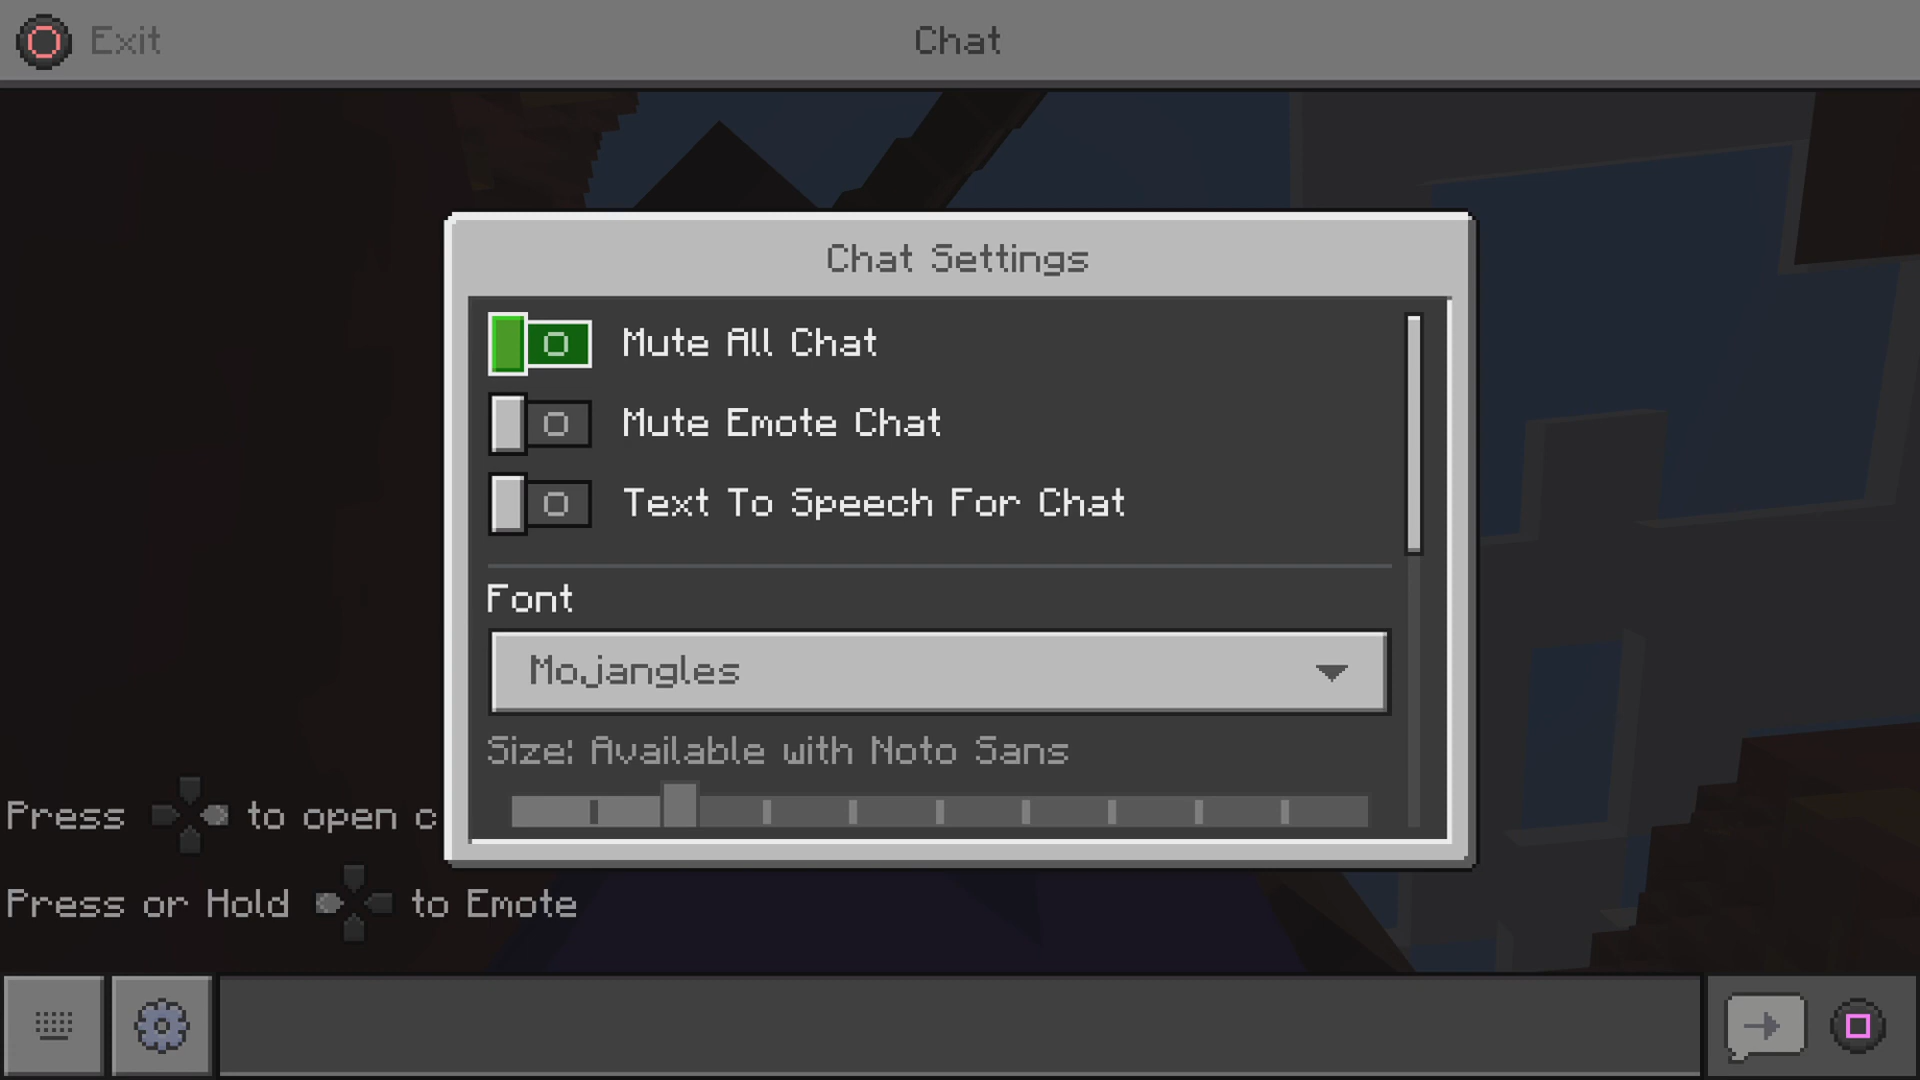 Exit
Chat
Chat Settings
Mute All Chat
Mute Emote Chat
Text To Speech For Chat
Font
Mojangles
Size: Available with Noto Sans
Press to open c
Press or Hold to Emote